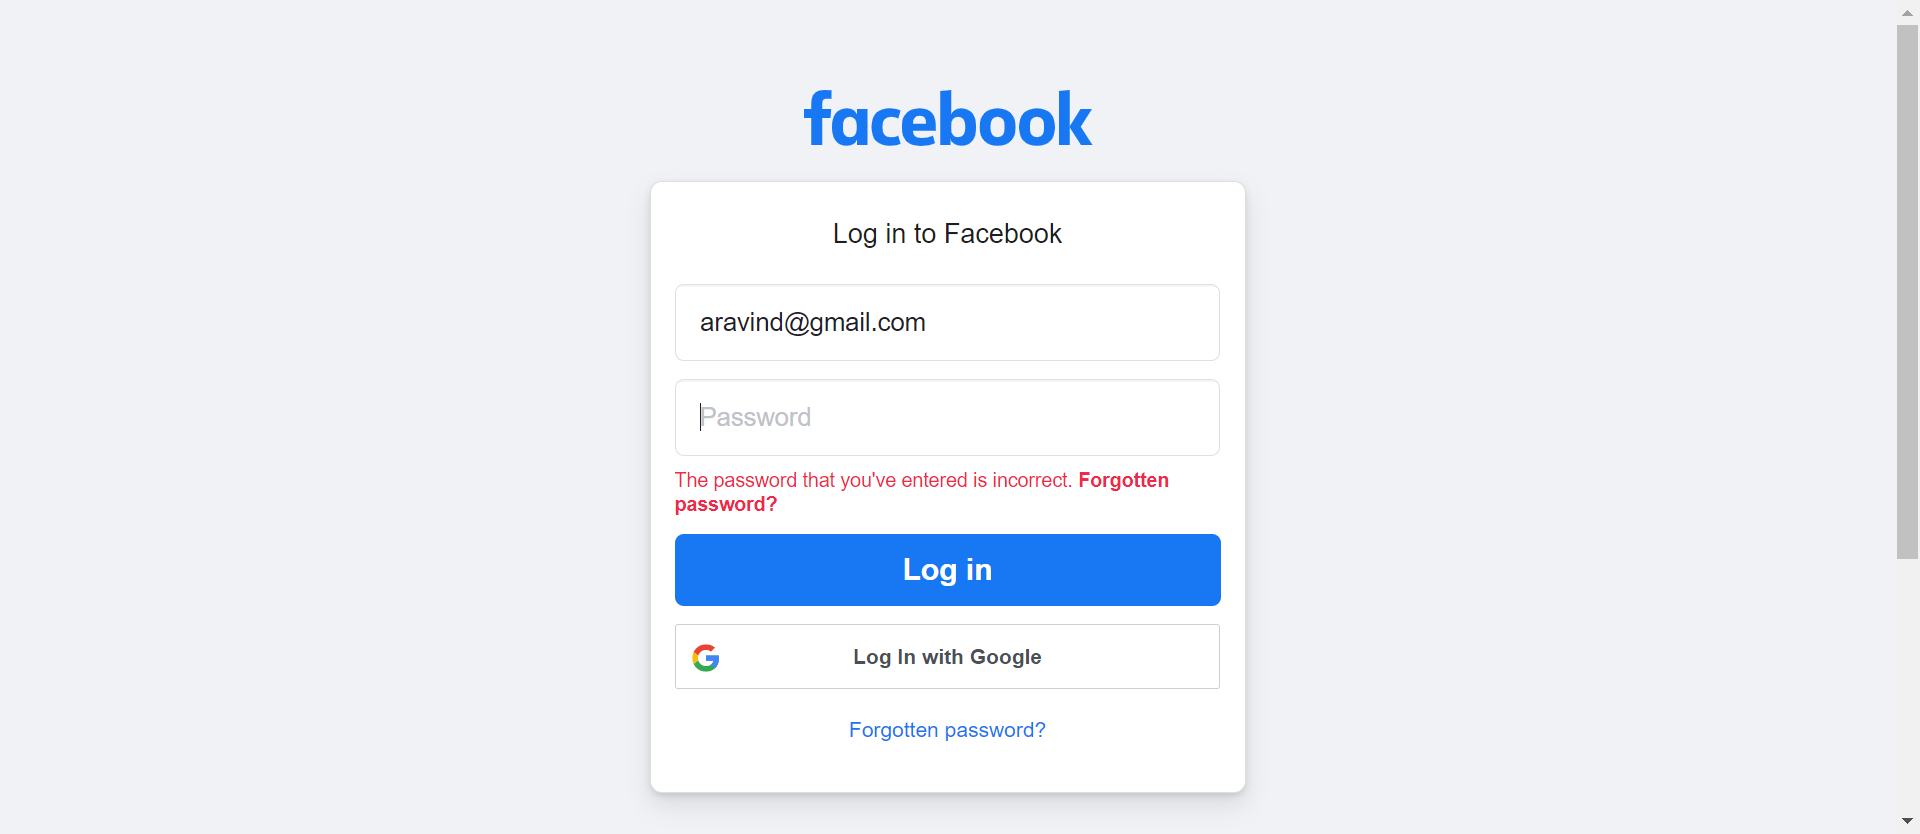 facebook
Log in to Facebook
aravind@gmail.com
Password
The password that you've entered is incorrect. Forgotten
password?
Log in
Log In with Google
Forgotten password?